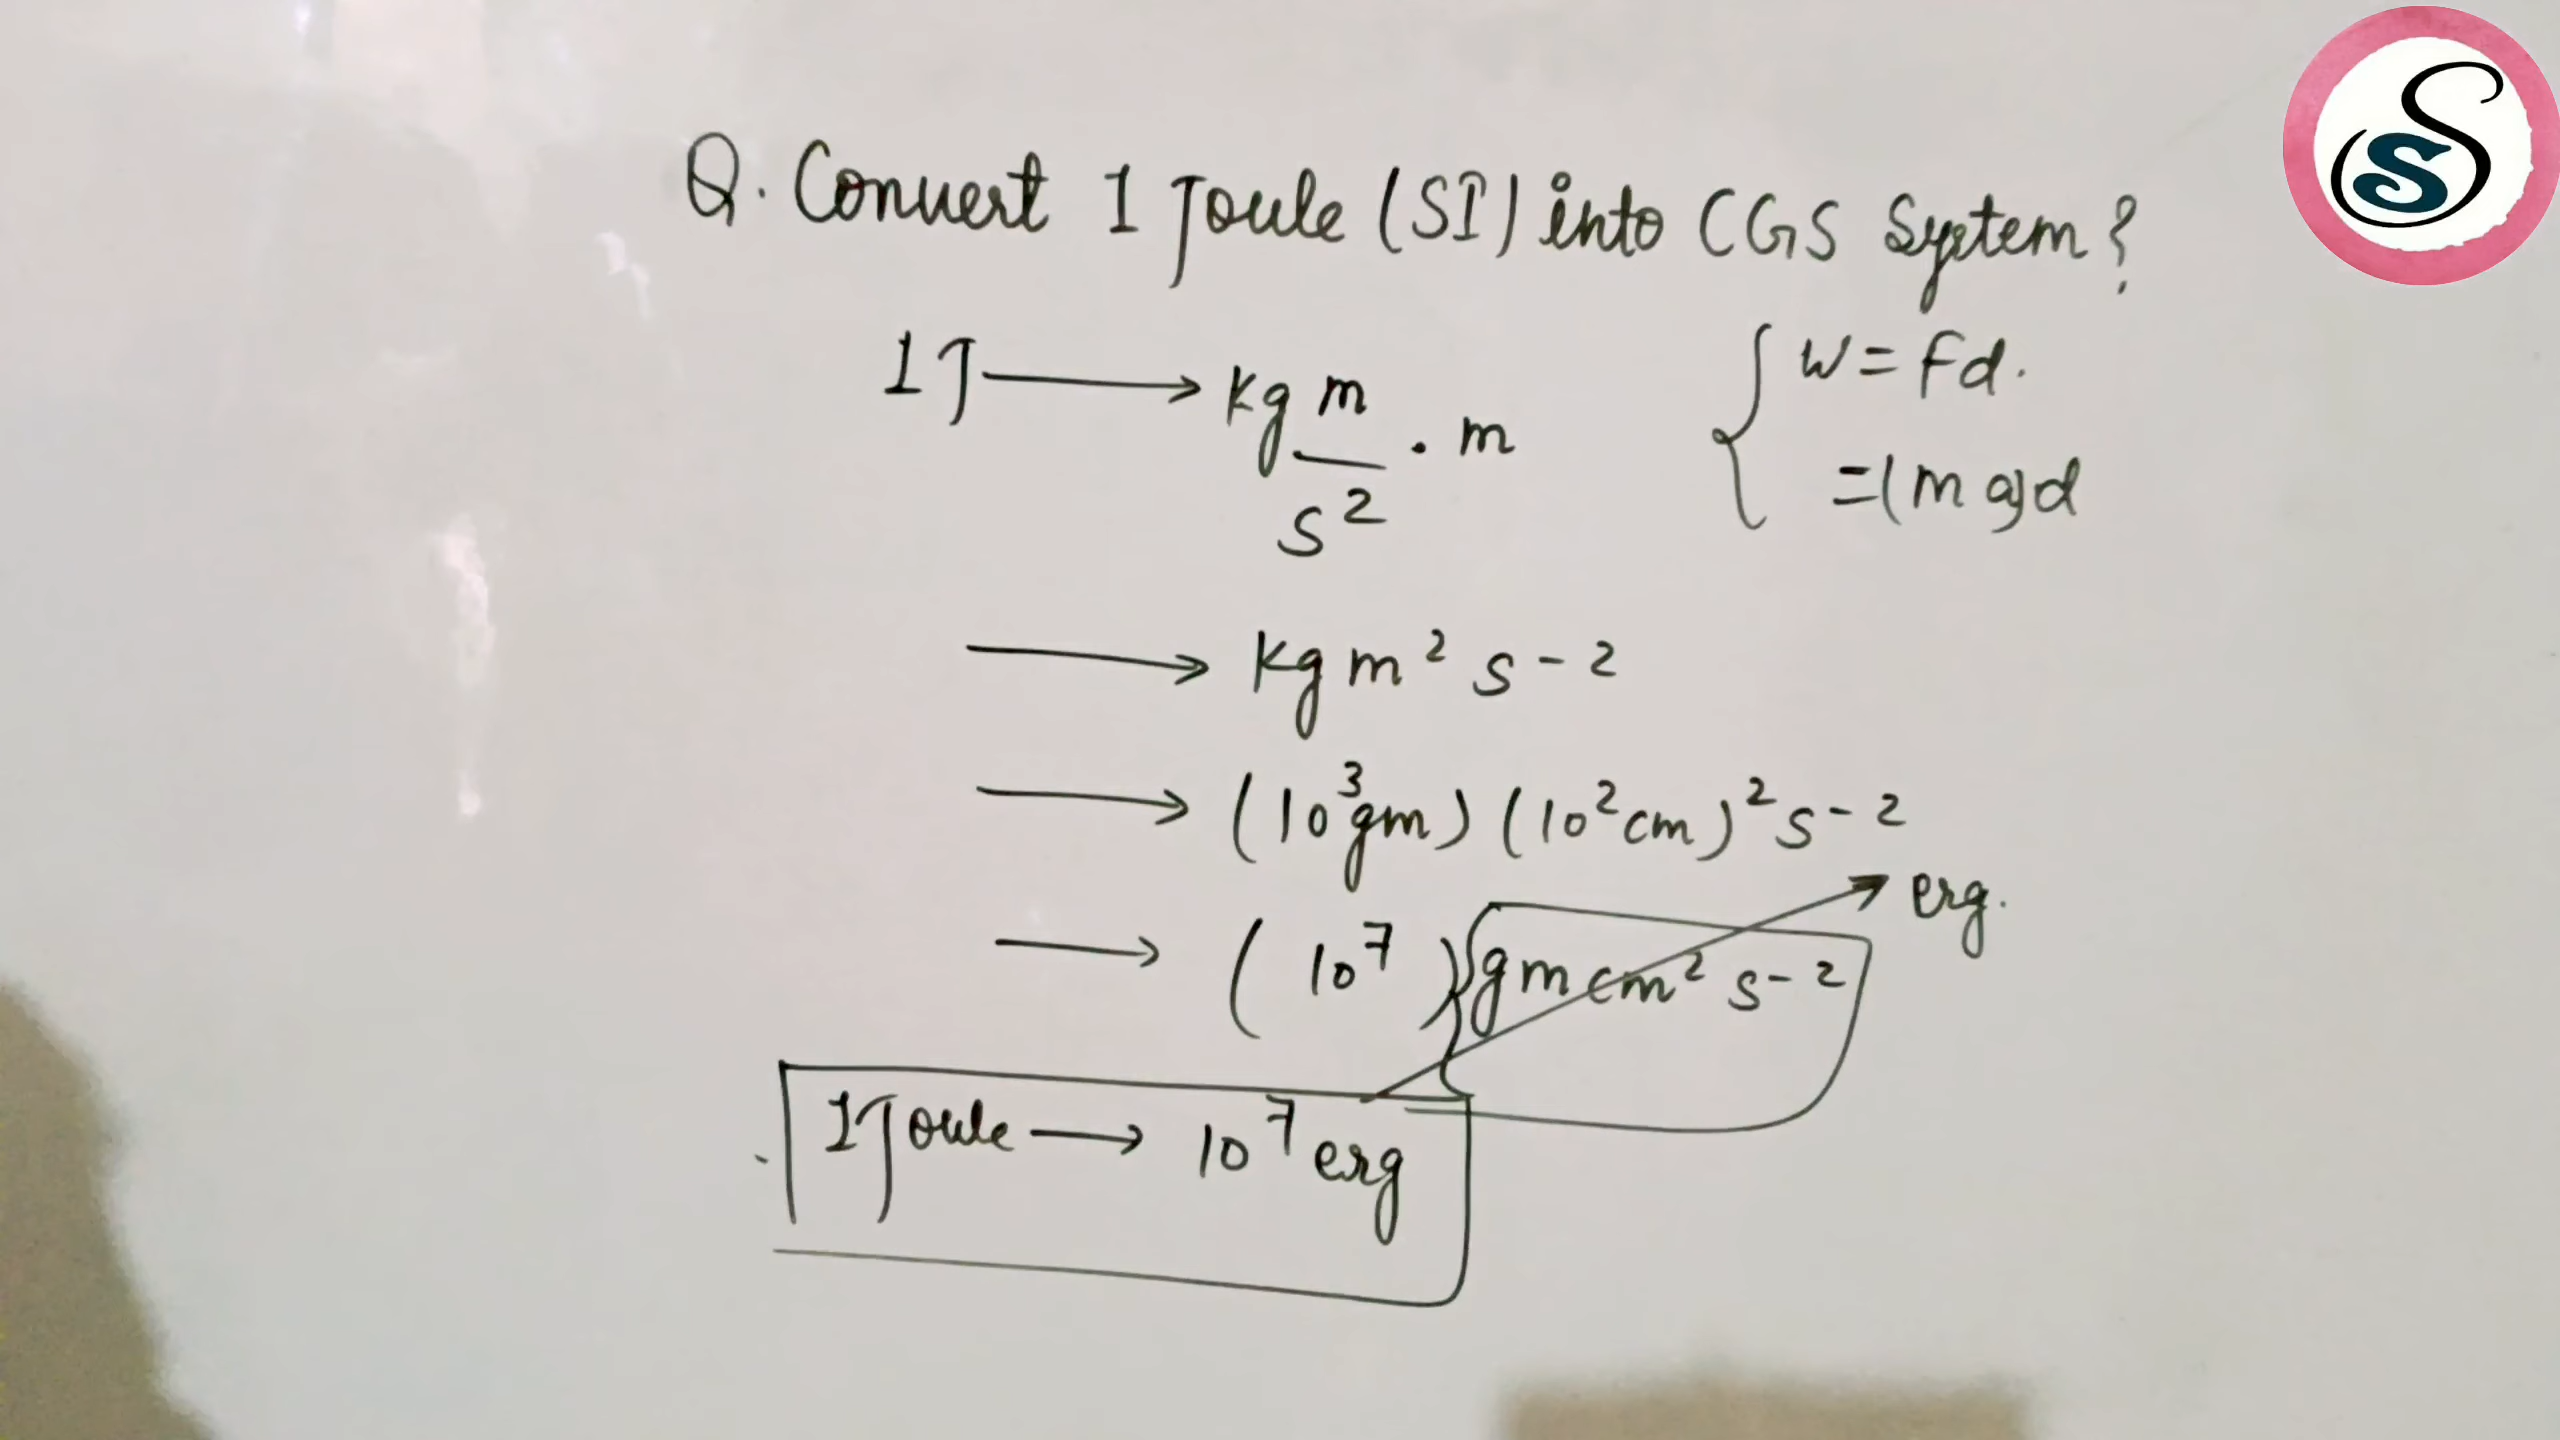 Q. Convert 1 Joule (SI) into CGS System?
1J → kg m/s² . m
{ W = Fd.
= (ma)d
→ kg m² s-2
→ (10³gm) (10²cm)² s-2
→ (10⁷) gm cm² s-2 → erg.
1 Joule → 10⁷ erg
SS